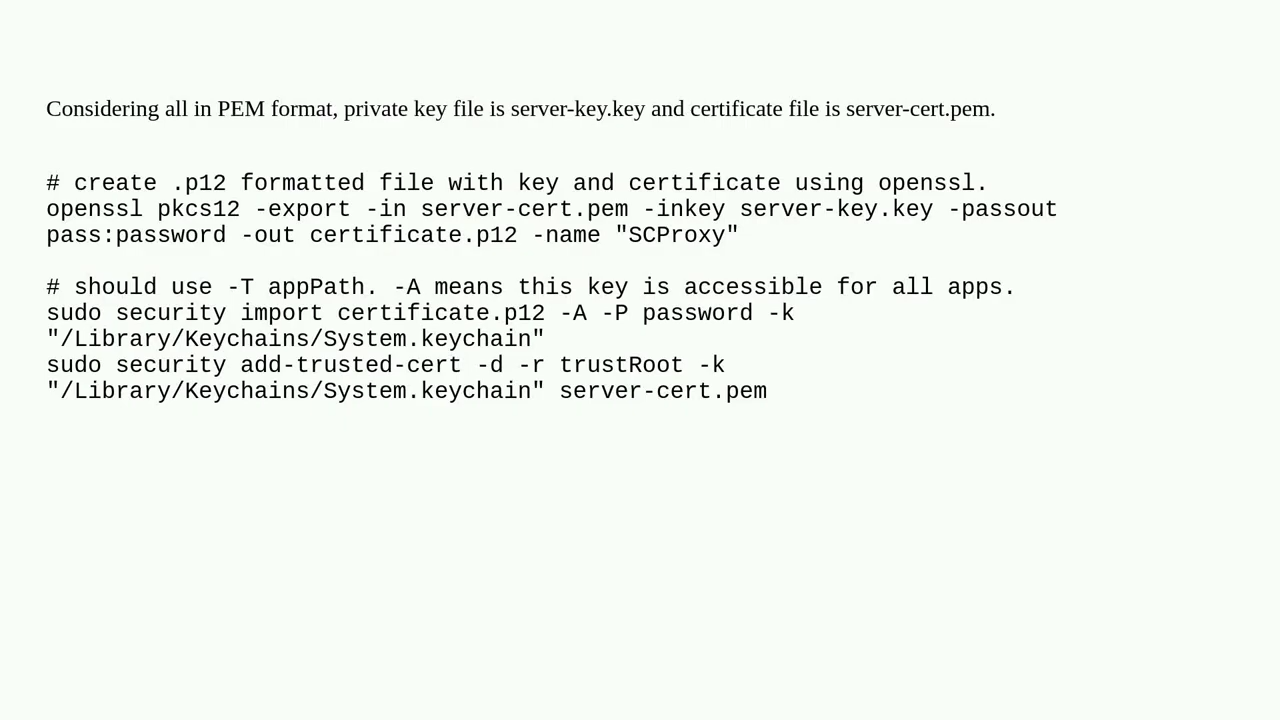 Considering all in PEM format, private key file is server-key.key and certificate file is server-cert.pem.
# create .p12 formatted file with key and certificate using openssl.
openssl pkcs12 -export -in server-cert.pem -inkey server-key.key -passout
pass:password -out certificate.p12 -name "SCProxy"
# should use -T appPath. -A means this key is accessible for all apps.
sudo security import certificate.p12 -A -P password -k
"/Library/Keychains/System.keychain"
sudo security add-trusted-cert -d -r trustRoot -k
"/Library/Keychains/System.keychain" server-cert.pem